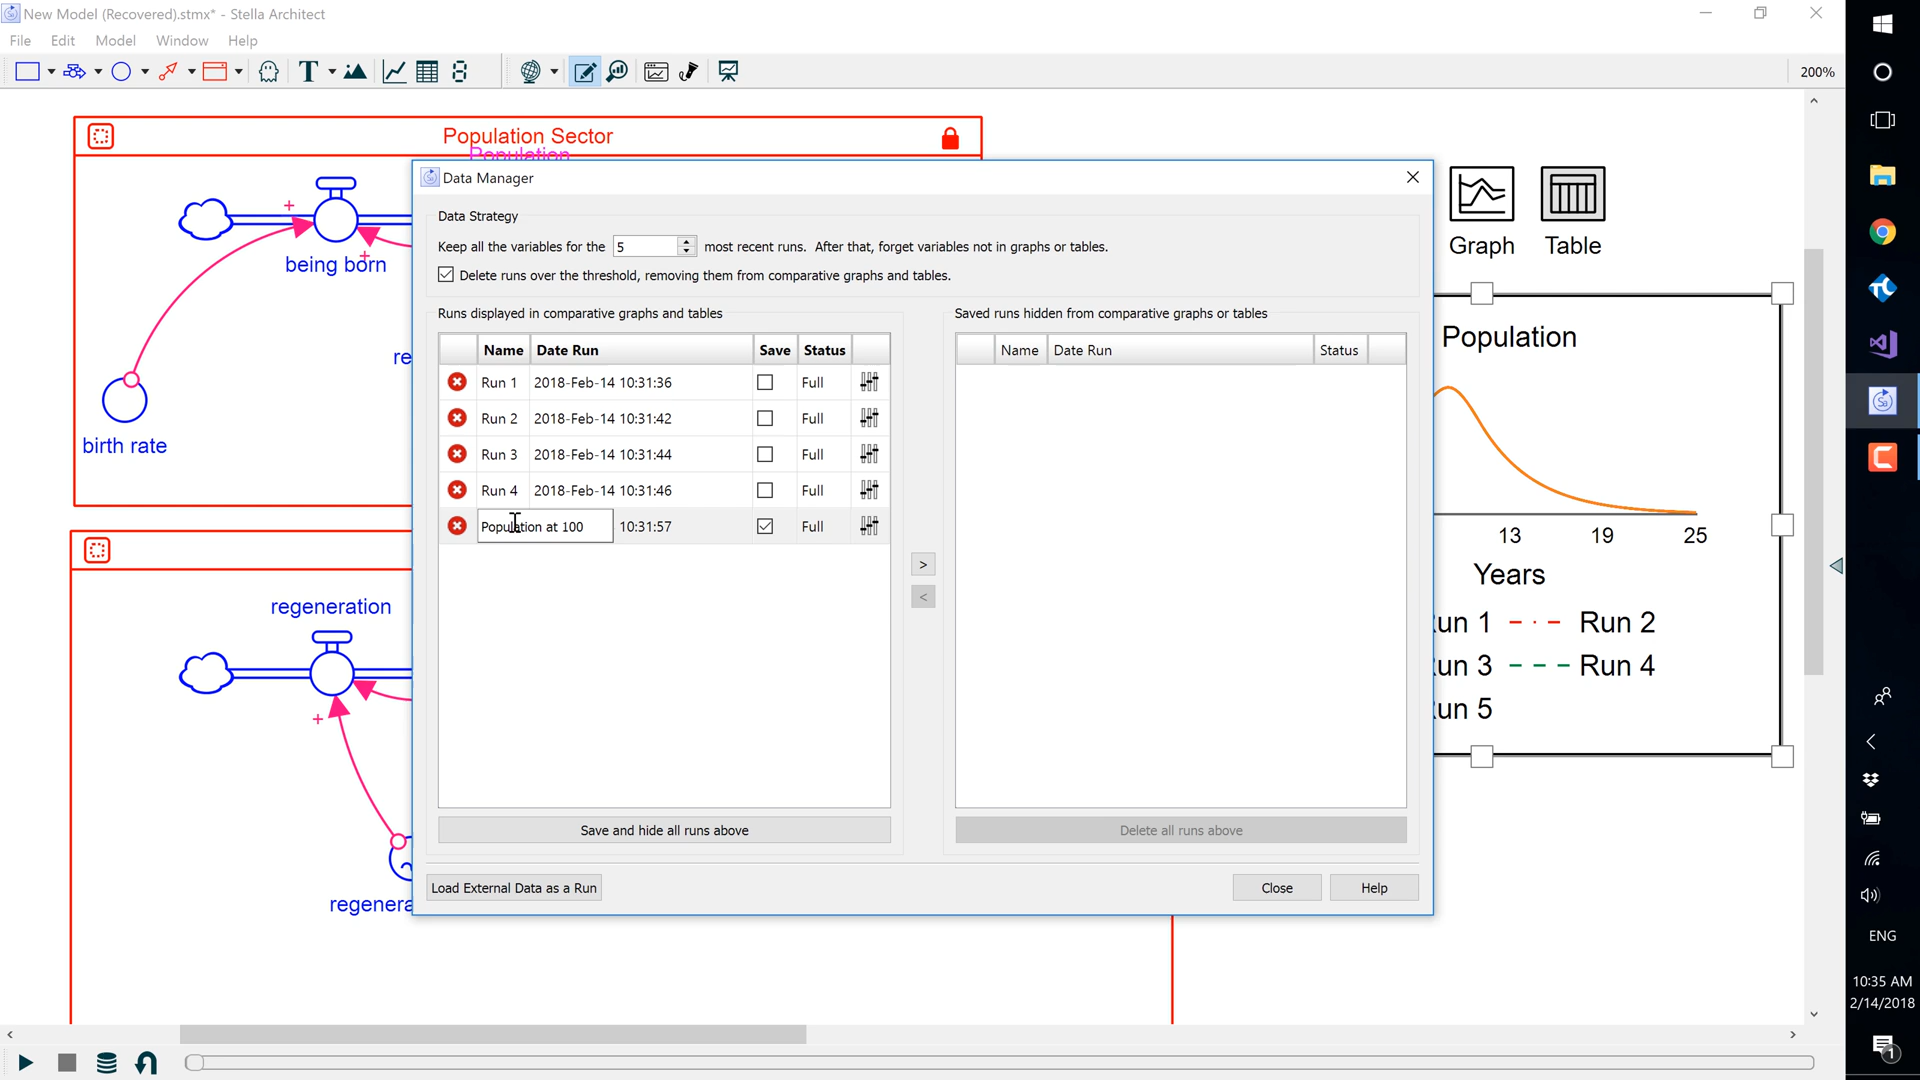 New Model (Recovered).stmx* - Stella Architect
File Edit Model Window Help
200%
Population Sector
Population
being born
birth rate
regeneration
Data Manager
Data Strategy
Keep all the variables for the 5 most recent runs. After that, forget variables not in graphs or tables.
Delete runs over the threshold, removing them from comparative graphs and tables.
Runs displayed in comparative graphs and tables
Name Date Run Save Status
Run 1 2018-Feb-14 10:31:36 Full
Run 2 2018-Feb-14 10:31:42 Full
Run 3 2018-Feb-14 10:31:44 Full
Run 4 2018-Feb-14 10:31:46 Full
Population at 100 10:31:57 Full
Save and hide all runs above
>
<
Saved runs hidden from comparative graphs or tables
Name Date Run Status
Delete all runs above
Load External Data as a Run
Close
Help
Graph Table
Population
13 19 25
Years
un 1 Run 2
un 3 Run 4
un 5
ENG
10:35 AM
2/14/2018
1